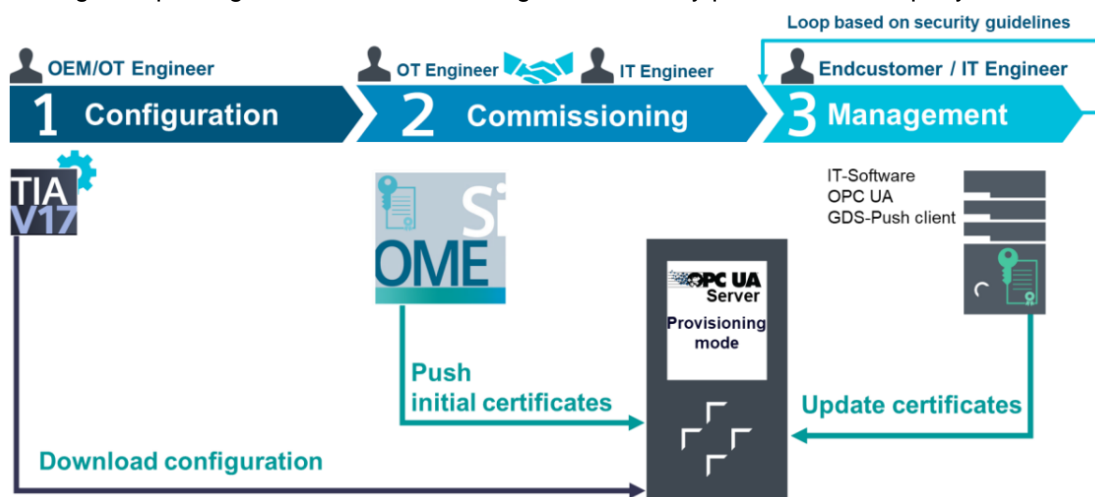 Loop based on security guidelines
OEM/OT Engineer
OT Engineer
IT Engineer
Endcustomer / IT Engineer
1 Configuration
2 Commissioning
3 Management
TIA
V17
Si
OME
IT-Software
OPC UA
GDS-Push client
OPC UA
Server
Provisioning
mode
Push
initial certificates
Update certificates
Download configuration